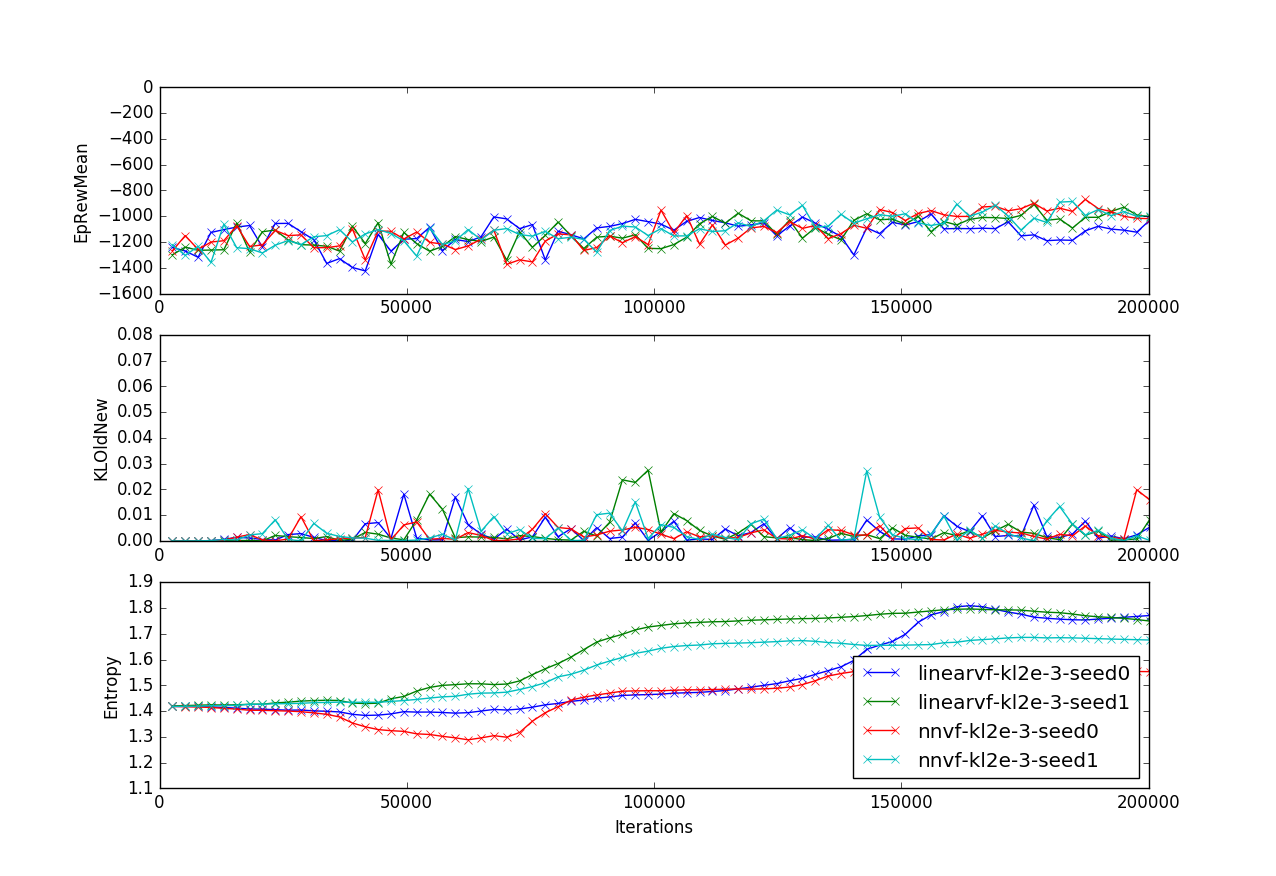 0
−200
−400
−600
−800
−1000
−1200
−1400
−1600
EpRewMean
0 50000 100000 150000 200000
0.08
0.07
0.06
0.05
0.04
0.03
0.02
0.01
0.00
KLOldNew
0 50000 100000 150000 200000
1.9
1.8
1.7
1.6
1.5
1.4
1.3
1.2
1.1
Entropy
linearvf-kl2e-3-seed0
linearvf-kl2e-3-seed1
nnvf-kl2e-3-seed0
nnvf-kl2e-3-seed1
0 50000 100000 150000 200000
Iterations